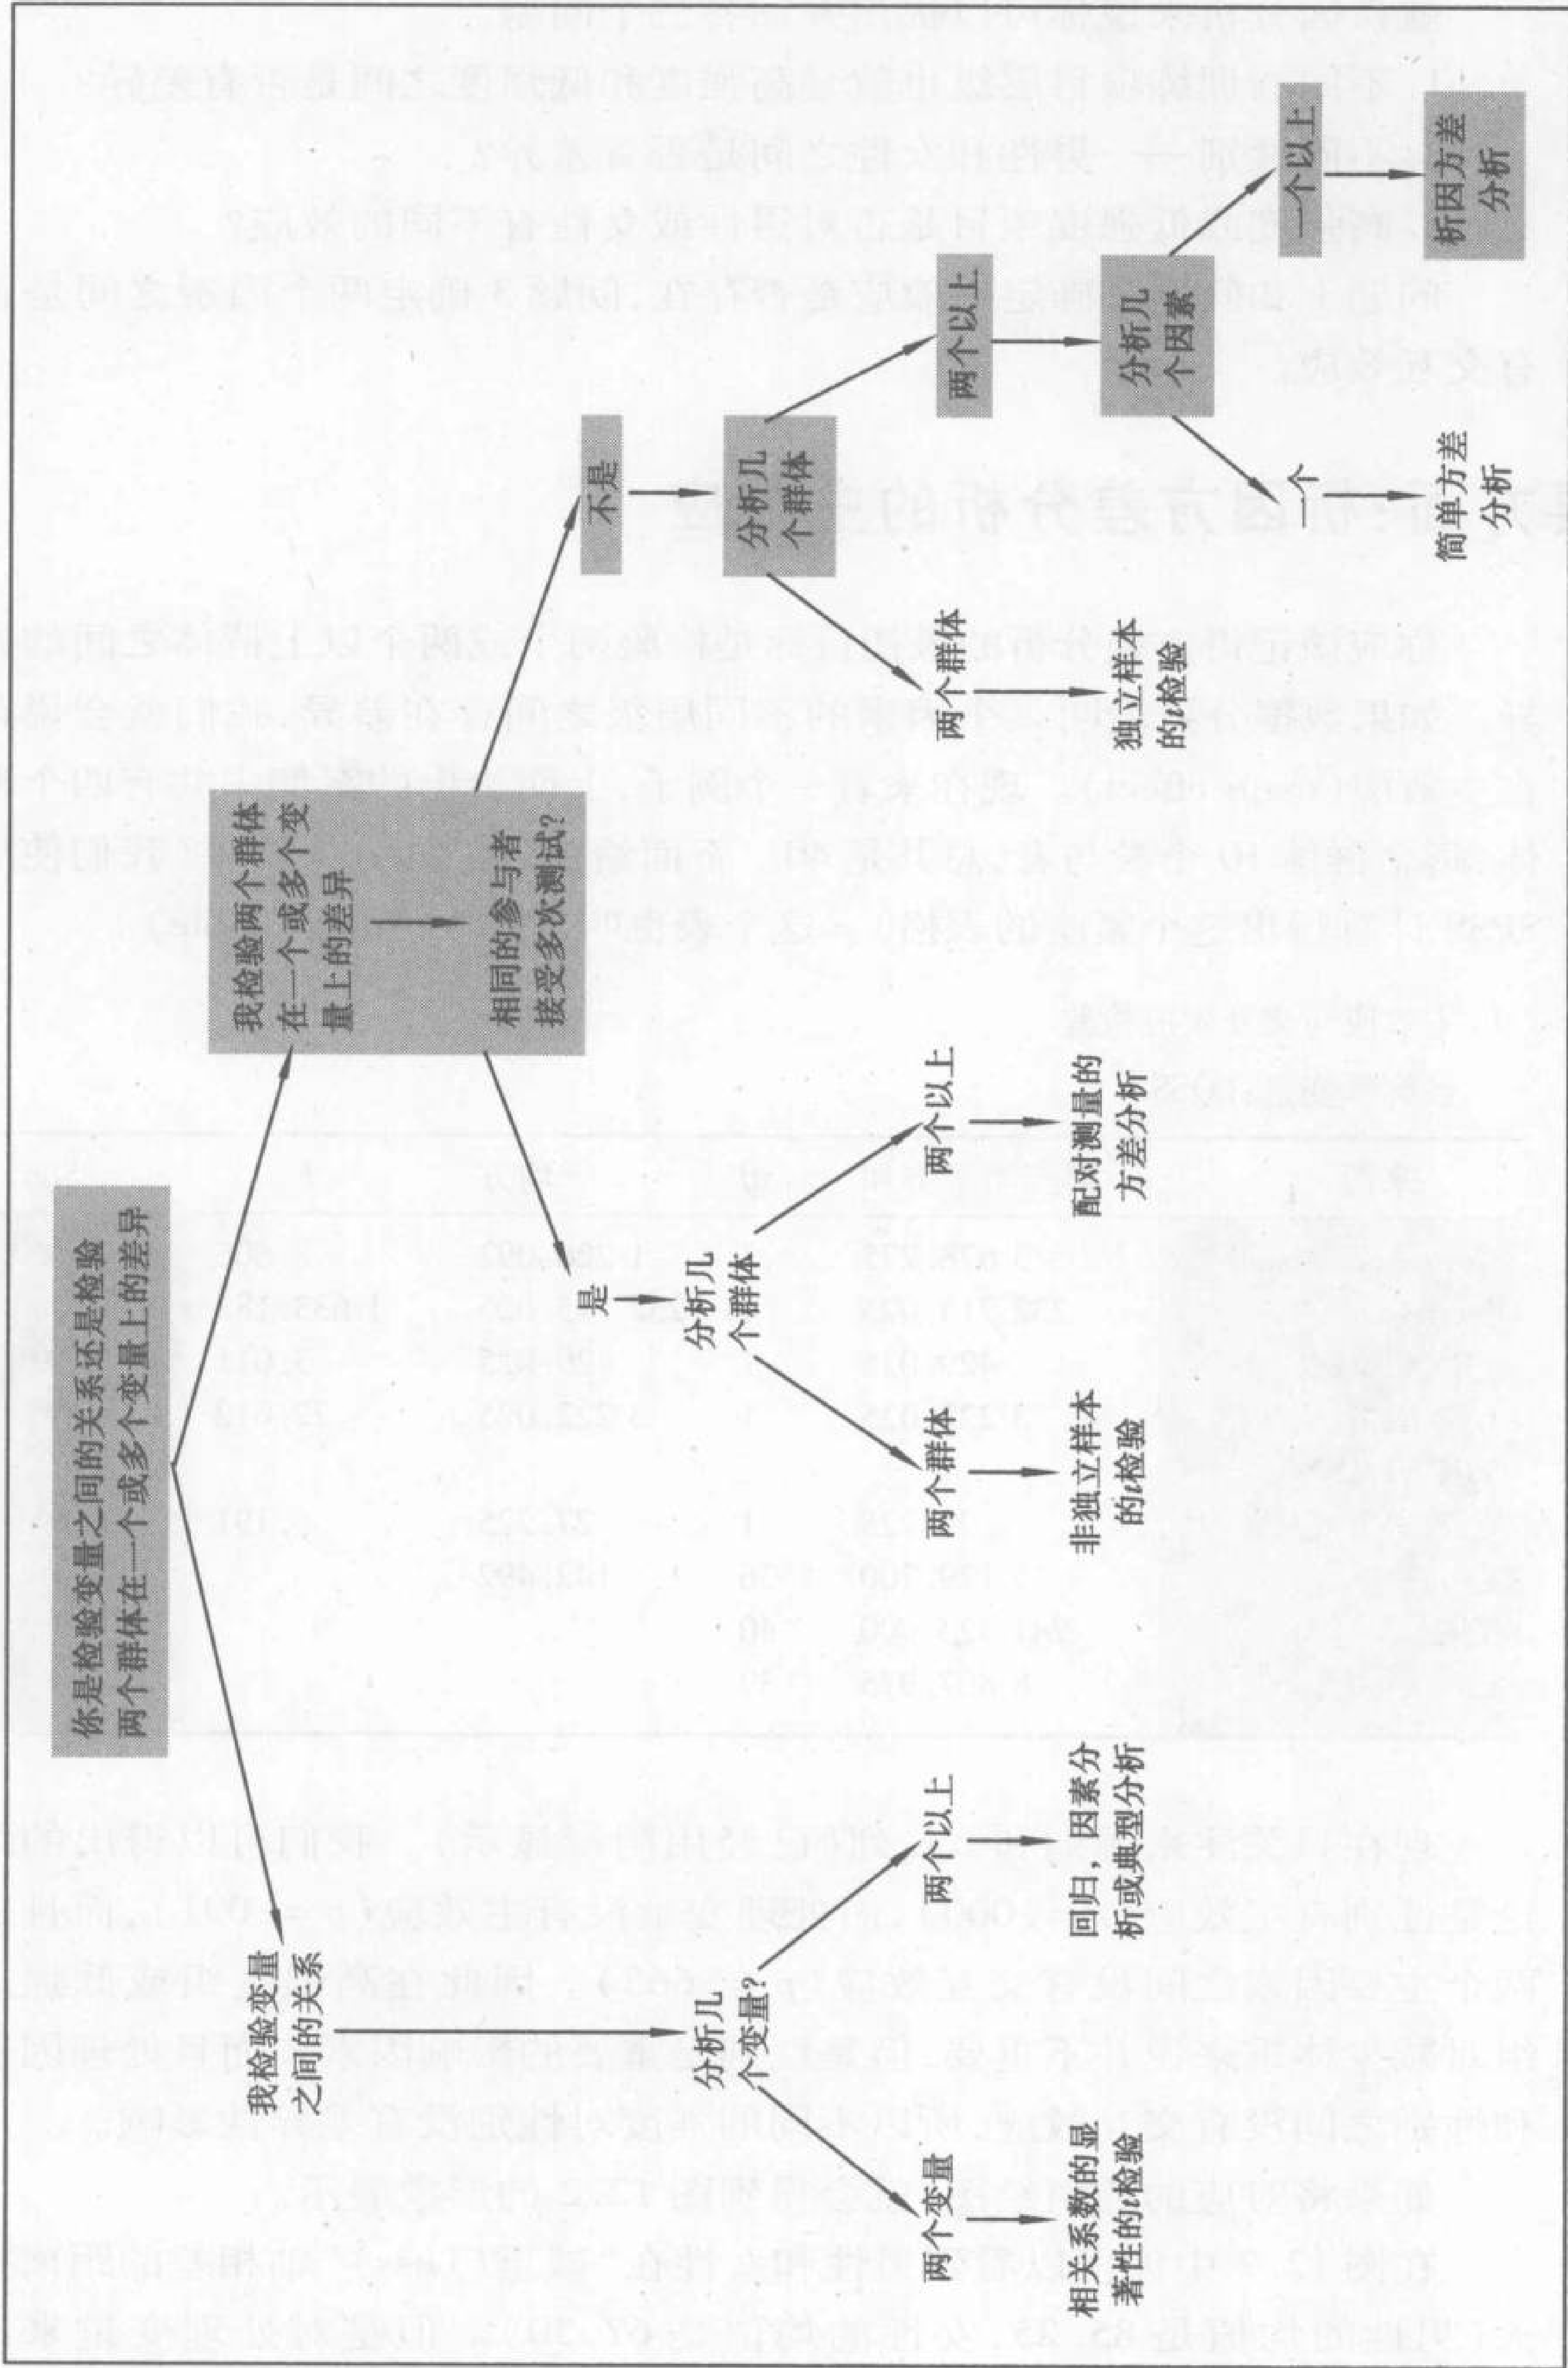 你是检验变量之间的关系还是检验
两个群体在一个或多个变量上的差异
我检验变量
之间的关系
分析几
个变量?
两个变量
相关系数的显
著性的t检验
两个以上
回归，因素分
析或典型分析
我检验两个群体
在一个或多个变
量上的差异
相同的参与者
接受多次测试?
是
分析几
个群体
两个群体
非独立样本
的t检验
两个以上
配对测量的
方差分析
不是
分析几
个群体
两个群体
独立样本
的t检验
两个以上
分析几
个因素
一个
简单方差
分析
一个以上
析因方差
分析